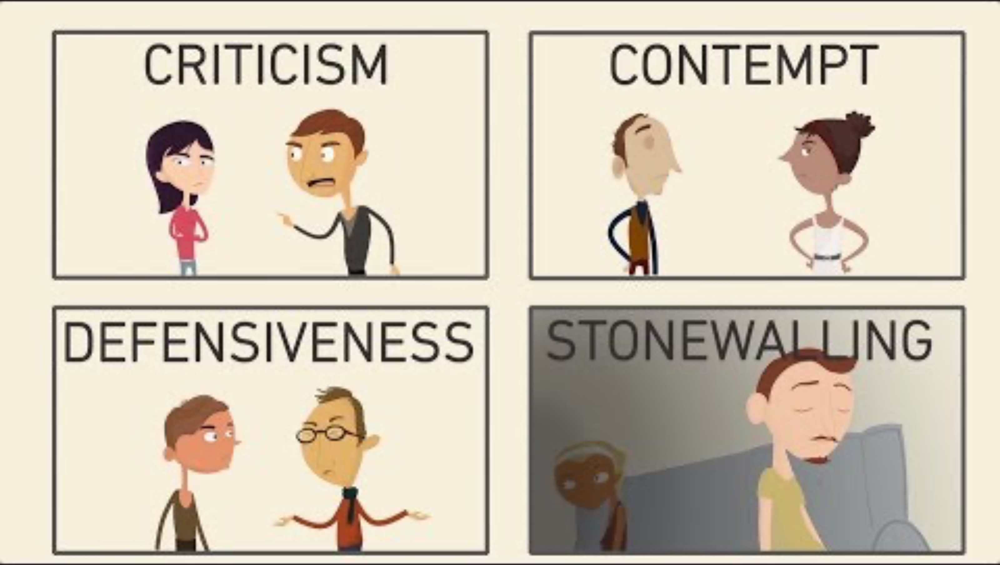 CRITICISM
CONTEMPT
DEFENSIVENESS
STONEWALLING